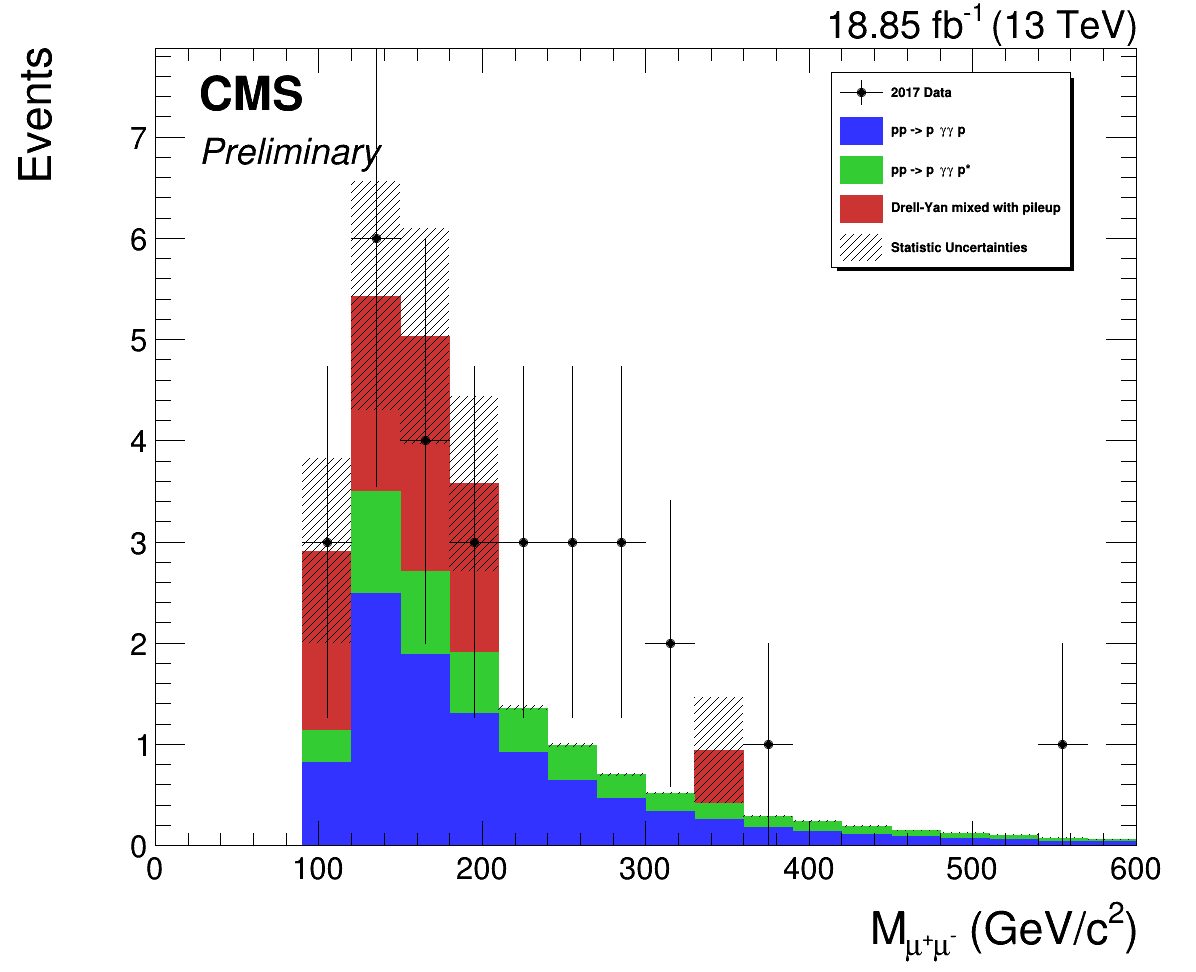 18.85 fb⁻¹ (13 TeV)
Events
CMS
Preliminary
2017 Data
pp -> p γγ p
pp -> p γγ p*
Drell-Yan mixed with pileup
Statistic Uncertainties
7
6
5
4
3
2
1
0
0 100 200 300 400 500 600
M_μ⁺μ⁻ (GeV/c²)